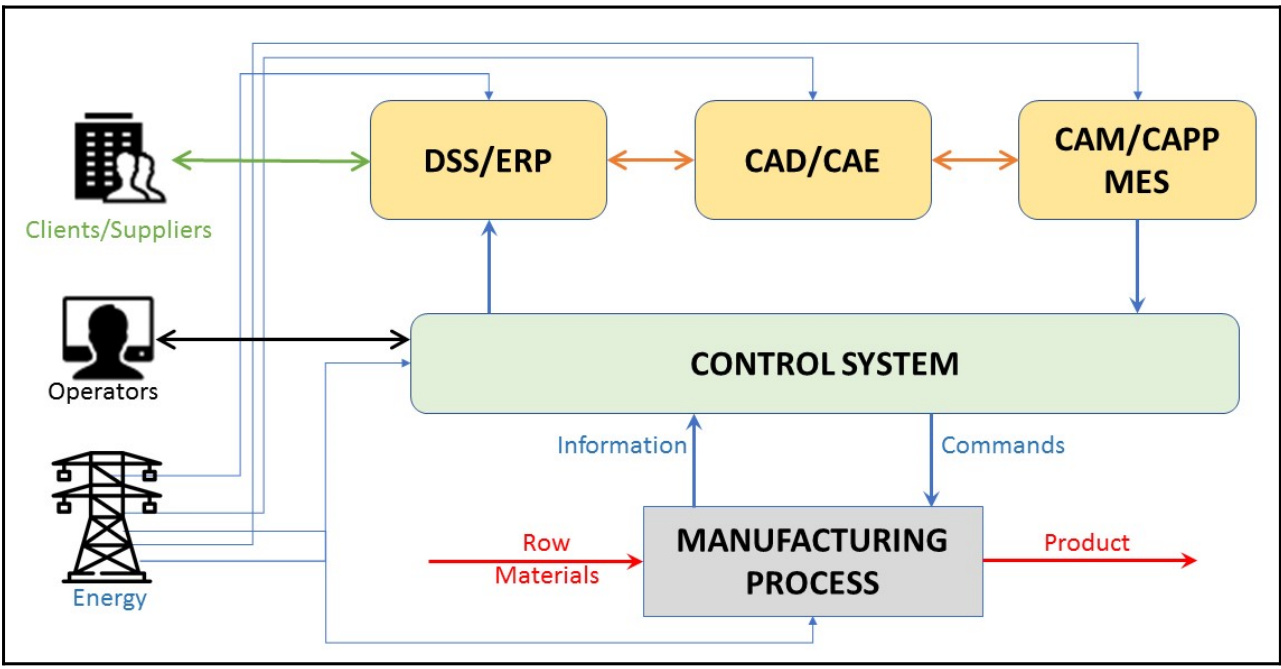 DSS/ERP
CAD/CAE
CAM/CAPP
MES
Clients/Suppliers
Operators
CONTROL SYSTEM
Information
Commands
Energy
Row
Materials
MANUFACTURING
PROCESS
Product